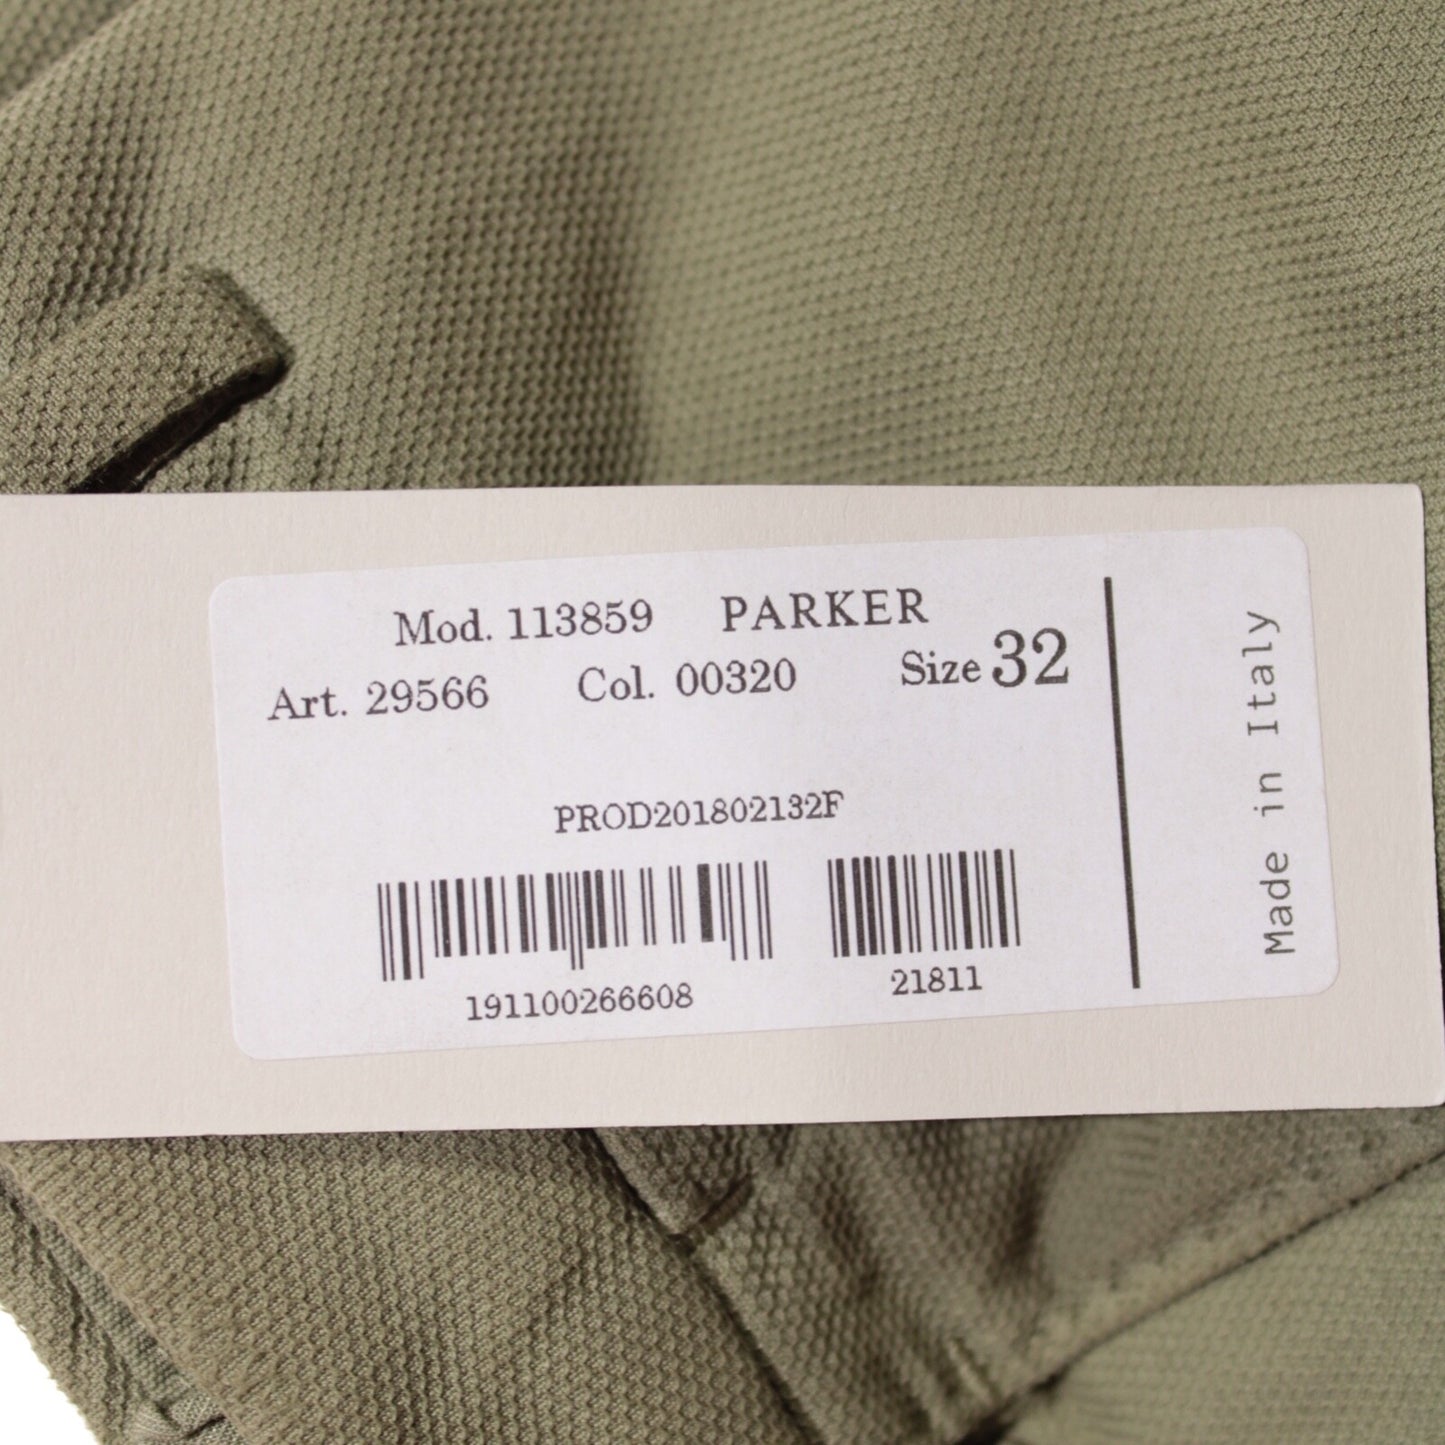 Mod. 113859 PARKER
Art. 29566 Col. 00320 Size 32
PROD201802132F
191100266608 21811
Made in Italy